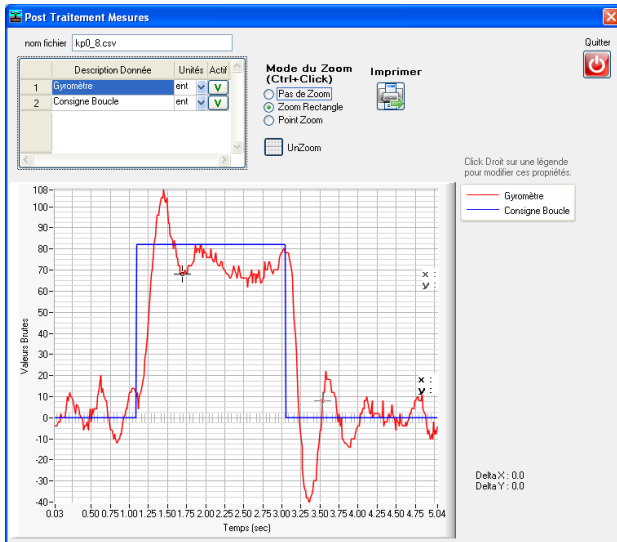 Post Traitement Mesures
nom fichier kp0_8.csv
Quitter
Description Donnée Unités Actif
1 Gyromètre ent V
2 Consigne Boucle ent V
Mode du Zoom
(Ctrl+Click)
Pas de Zoom
Zoom Rectangle
Point Zoom
UnZoom
Imprimer
Click Droit sur une légende
pour modifier ces propriétés.
Gyromètre
Consigne Boucle
108
100
90
80
70
60
50
40
30
20
10
0
-10
-20
-30
-40
Valeurs Brutes
x :
y :
x :
y :
0.03 0.50 0.75 1.00 1.25 1.50 1.75 2.00 2.25 2.50 2.75 3.00 3.25 3.50 3.75 4.00 4.25 4.50 4.75 5.04
Temps (sec)
Delta X : 0.0
Delta Y : 0.0